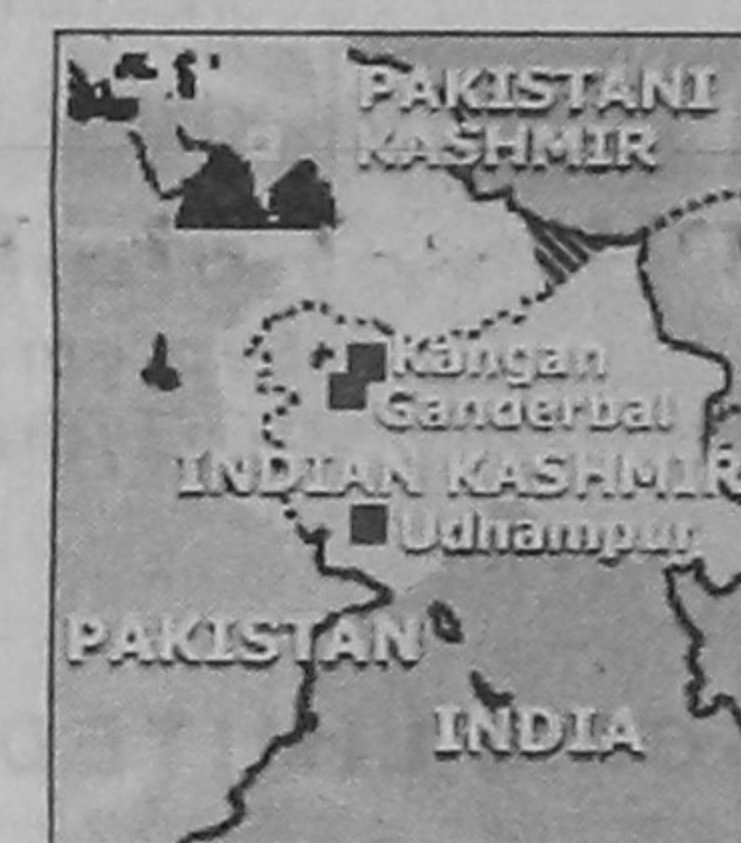 PAKISTANI
KASHMIR
Kangan
Ganderbal
INDIAN KASHMIR
Udhampur
PAKISTAN
INDIA